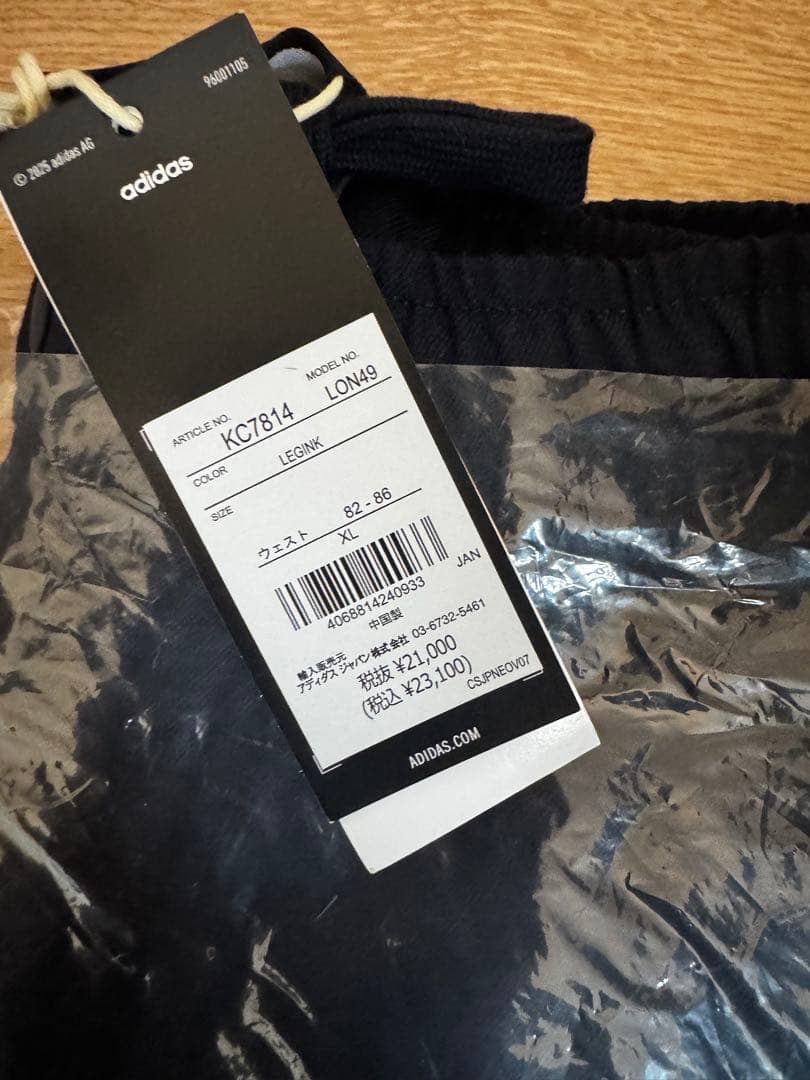 96001105
© 2025 adidas AG
adidas
ARTICLE NO. MODEL NO.
KC7814 LON49
COLOR LEGINK
SIZE
ウェスト 82 - 86
XL
JAN
4068814240933
中国製
輸入販売元
アディダス ジャパン株式会社 03-6732-5461
税抜 ¥21,000
(税込 ¥23,100)
CSJPNEOV07
ADIDAS.COM